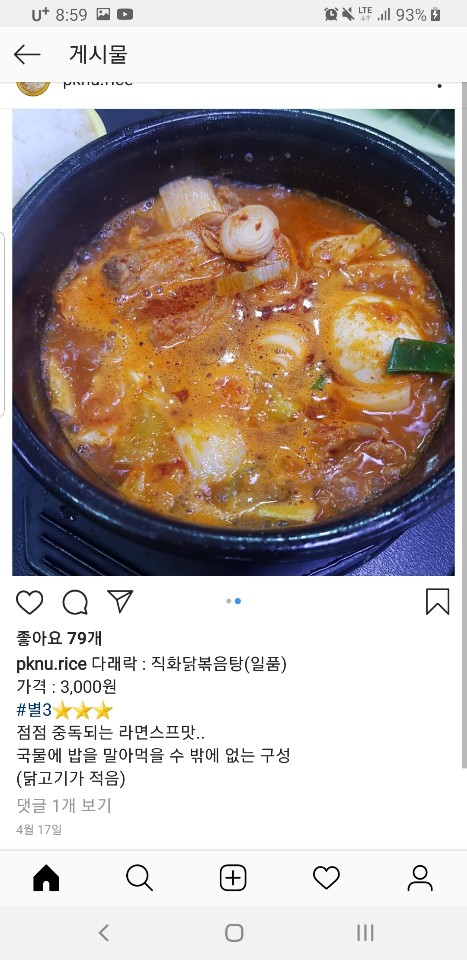 U+ 8:59 LTE 93%
게시물
pknu.rice
좋아요 79개
pknu.rice 다래락 : 직화닭볶음탕(일품)
가격 : 3,000원
#별3⭐⭐⭐
점점 중독되는 라면스프맛..
국물에 밥을 말아먹을 수 밖에 없는 구성
(닭고기가 적음)
댓글 1개 보기
4월 17일